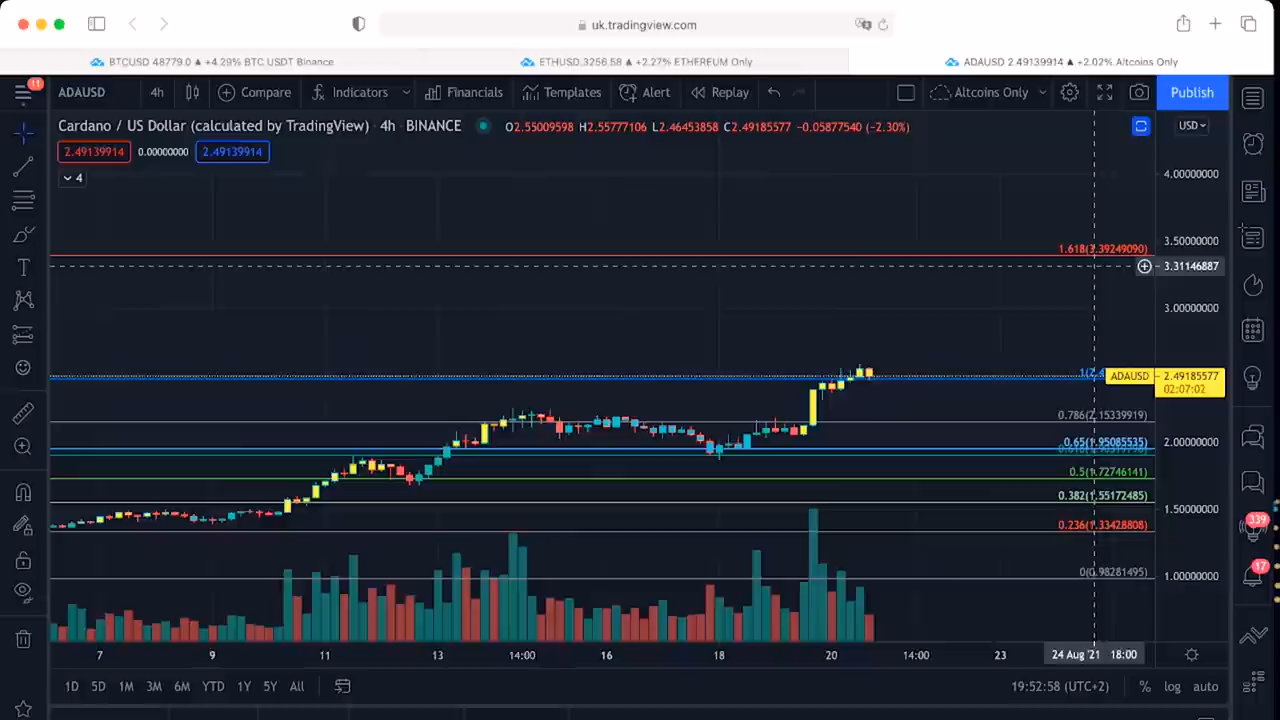 uk.tradingview.com
BTCUSD 48779.0 ▲ +4.29% BTC USDT Binance
ETHUSD 3256.58 ▲ +2.27% ETHEREUM Only
ADAUSD 2.49139914 ▲ +2.02% Altcoins Only
11
ADAUSD 4h Compare Indicators Financials Templates Alert Replay Altcoins Only Publish
Cardano / US Dollar (calculated by TradingView) · 4h · BINANCE O2.55009598 H2.55777106 L2.46453858 C2.49185577 −0.05877540 (−2.30%) USD
2.49139914 0.00000000 2.49139914
4
4.00000000
3.50000000
1.618(3.39249090)
3.31146887
3.00000000
ADAUSD 2.49185577
02:07:02
0.786(2.15339919)
2.00000000
0.65(1.95085535)
0.5(1.72746141)
0.382(1.55172485)
1.50000000
0.236(1.33428808)
339
17
0(0.98281495)
1.00000000
7 9 11 13 14:00 16 18 20 14:00 23 24 Aug '21 18:00
1D 5D 1M 3M 6M YTD 1Y 5Y All 19:52:58 (UTC+2) % log auto